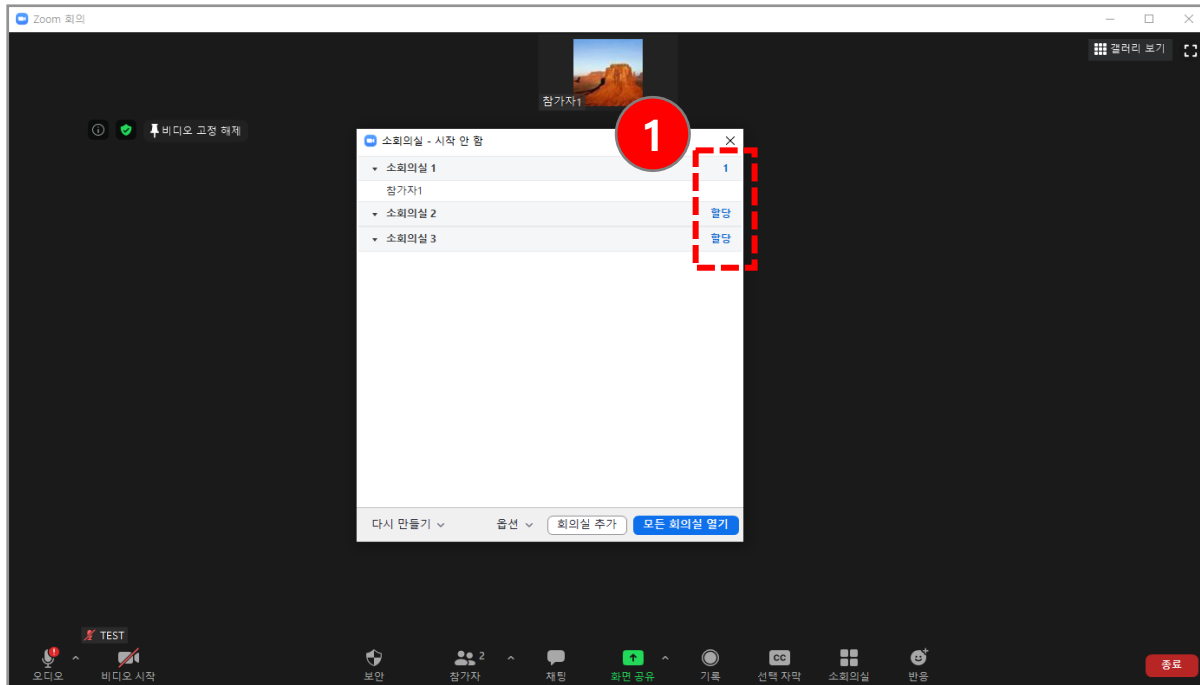 Zoom 회의
갤러리 보기
참가자1
비디오 고정 해제
1
소회의실 - 시작 안 함
소회의실 1
1
참가자1
소회의실 2
할당
소회의실 3
할당
다시 만들기
옵션
회의실 추가
모든 회의실 열기
TEST
오디오
비디오 시작
보안
참가자
2
채팅
화면 공유
기록
CC
선택 자막
소회의실
반응
종료